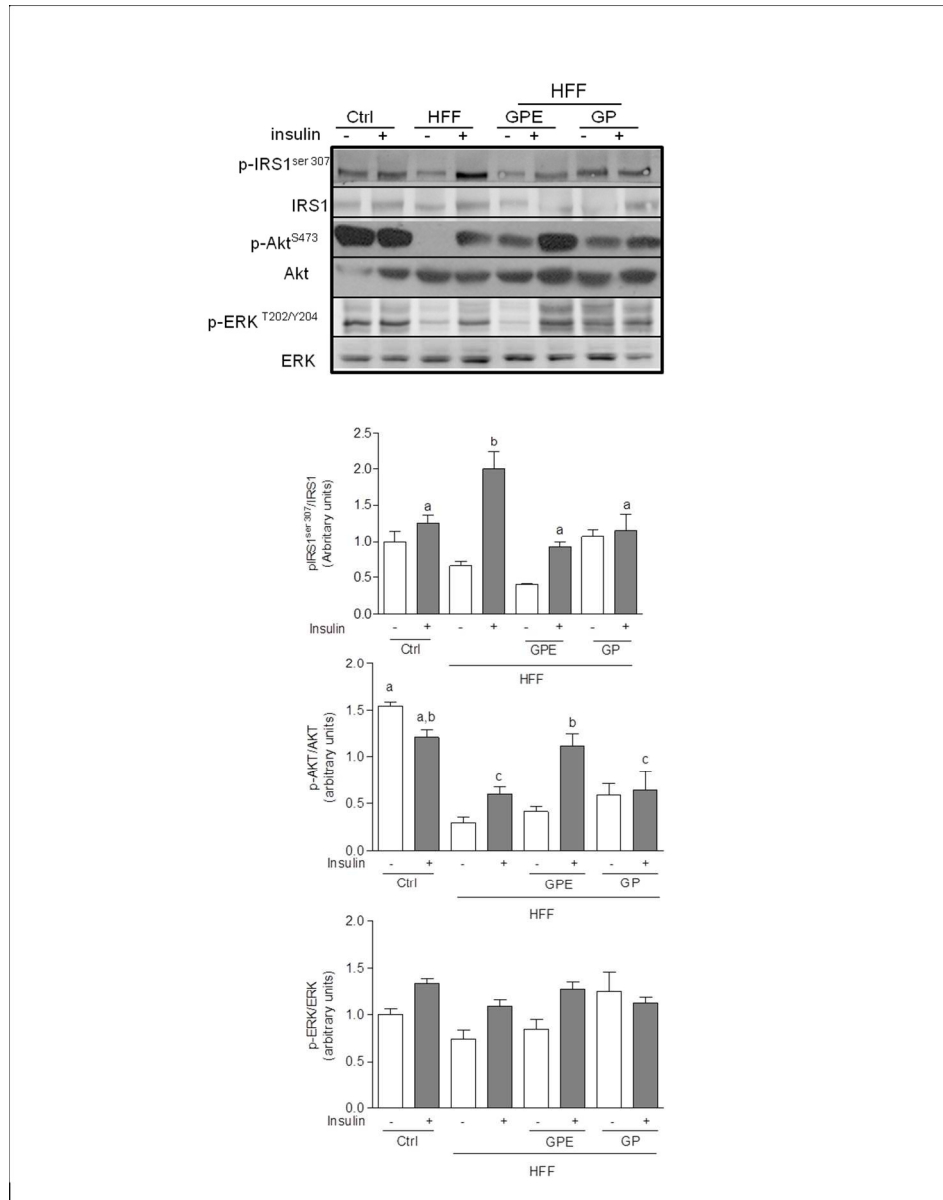 HFF
Ctrl HFF GPE GP
insulin - + - + - + - +
p-IRS1ser 307
IRS1
p-AktS473
Akt
p-ERK T202/Y204
ERK
pIRS1ser 307/IRS1
(Arbritary units)
2.5
2.0
1.5
1.0
0.5
0.0
a b a a
Insulin - + - + - + - +
Ctrl GPE GP
HFF
p-AKT/AKT
(arbitrary units)
2.0
1.5
1.0
0.5
0.0
a a,b c b c
Insulin - + - + - + - +
Ctrl GPE GP
HFF
p-ERK/ERK
(arbitrary units)
2.0
1.5
1.0
0.5
0.0
Insulin - + - + - + - +
Ctrl GPE GP
HFF